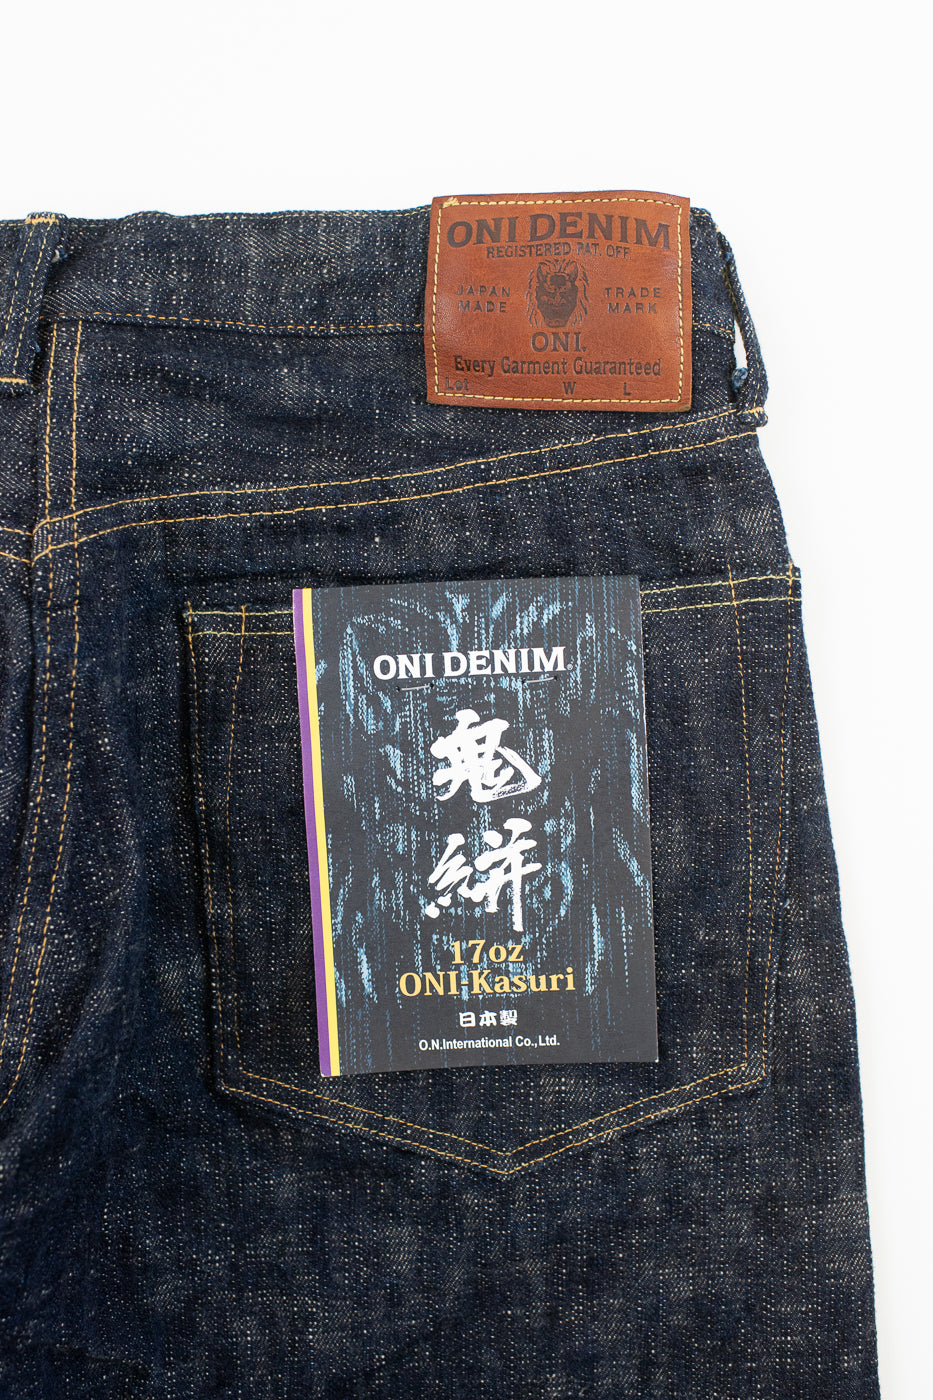 ONI DENIM
REGISTERED PAT. OFF.
JAPAN MADE
TRADE MARK
ONI.
Every Garment Guaranteed
Lot W L
ONI DENIM®
鬼
絣
17oz
ONI-Kasuri
日本製
O.N.International Co.,Ltd.